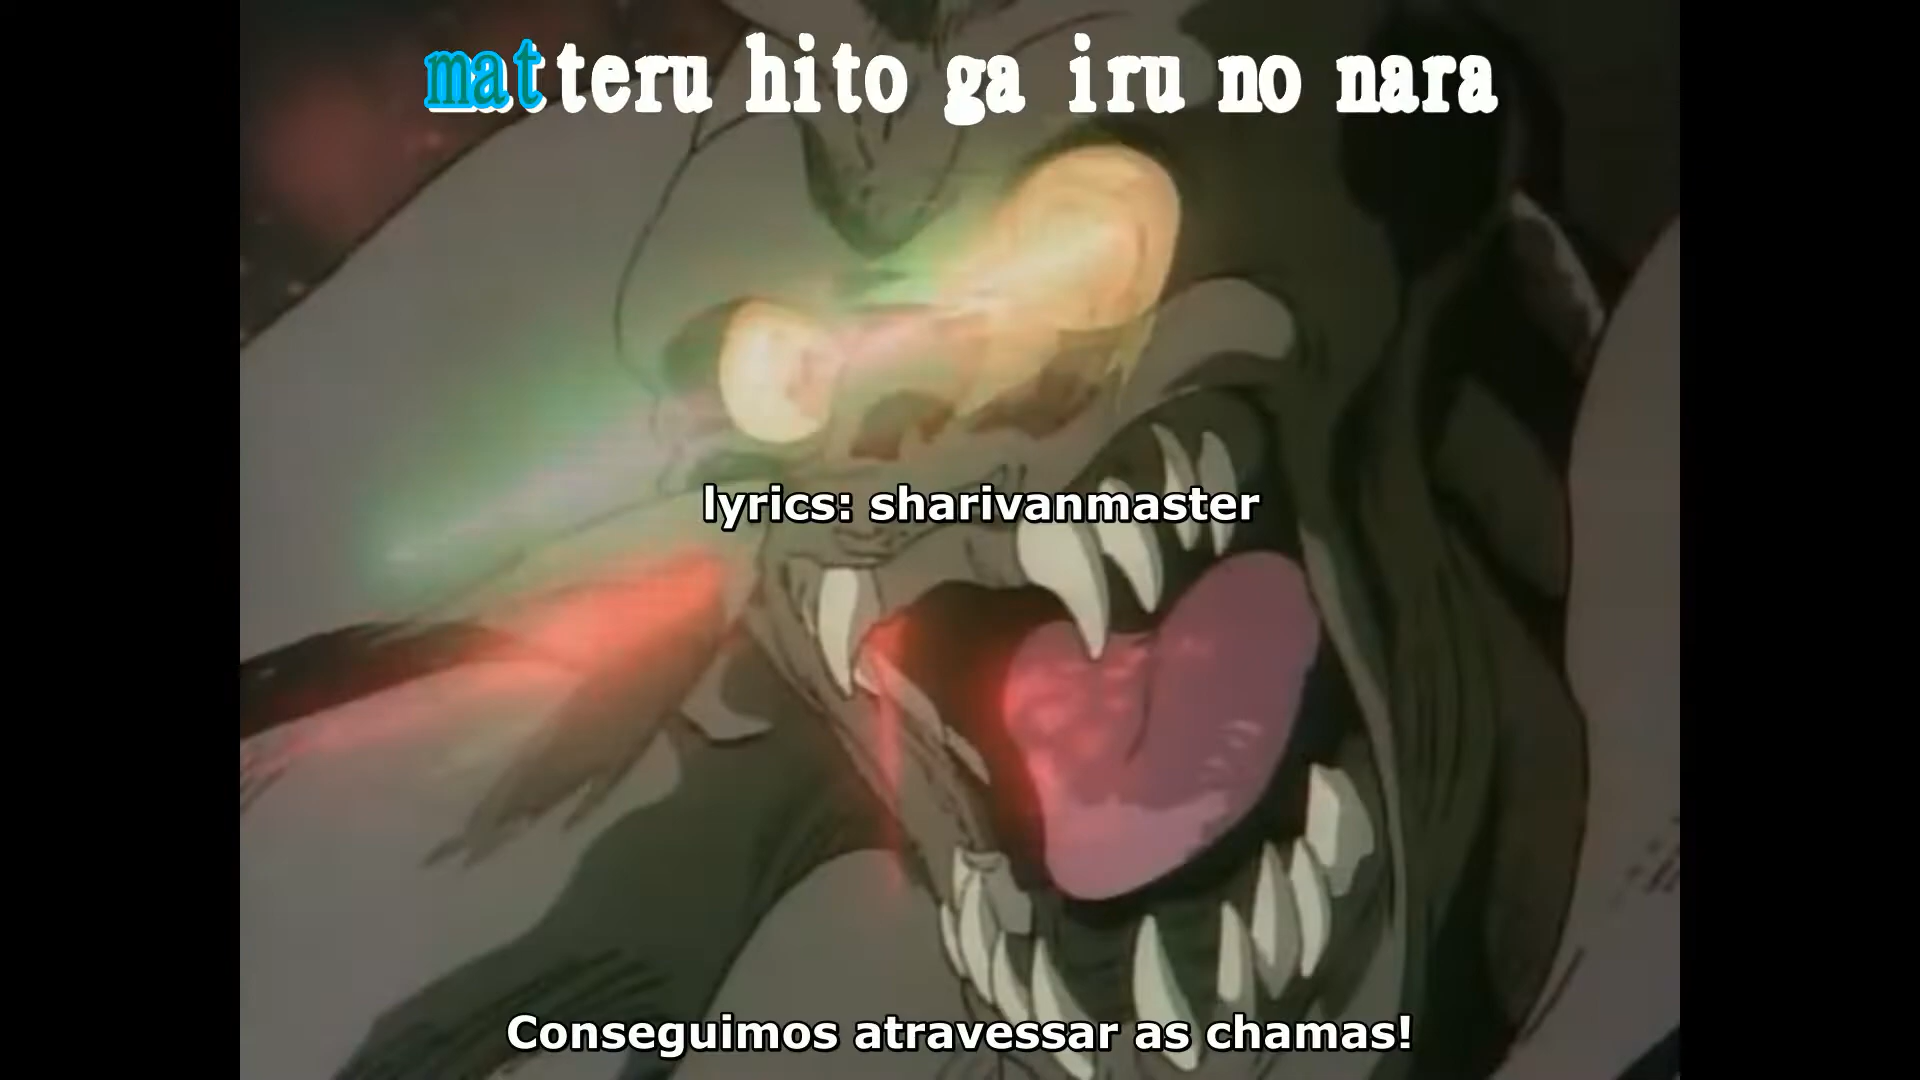 matteru hito ga iru no nara
lyrics: sharivanmaster
Conseguimos atravessar as chamas!